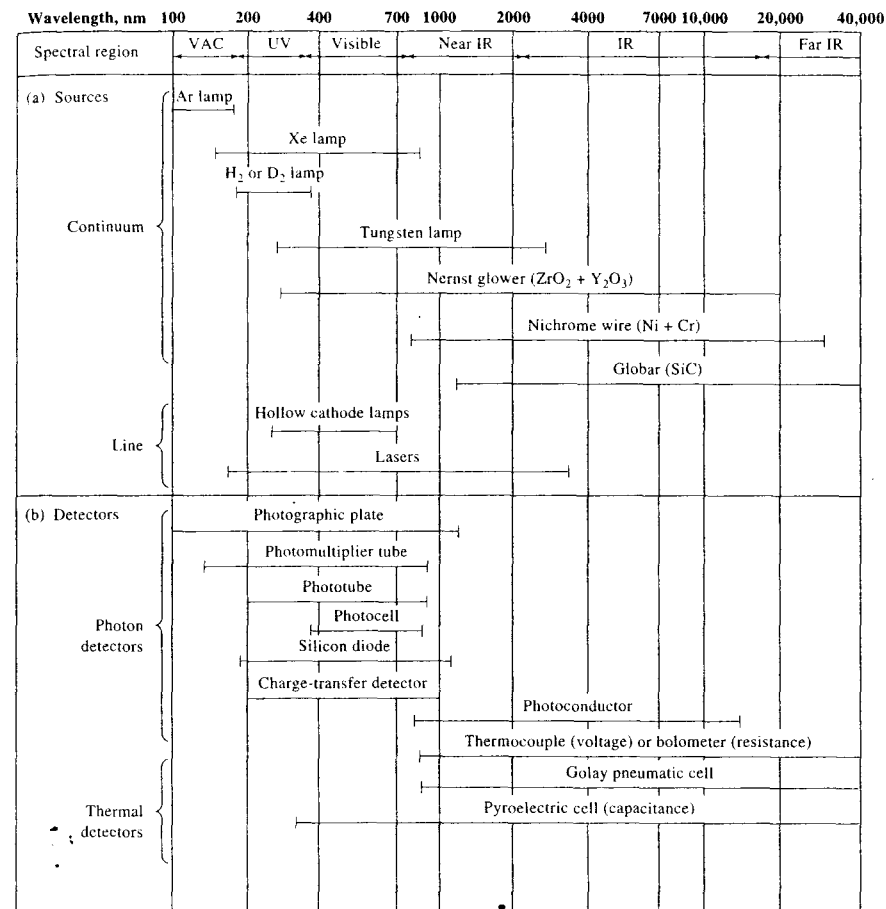 Wavelength, nm 100 200 400 700 1000 2000 4000 7000 10,000 20,000 40,000
Spectral region VAC UV Visible Near IR IR Far IR
(a) Sources
Ar lamp
Xe lamp
H₂ or D₂ lamp
Continuum
Tungsten lamp
Nernst glower (ZrO₂ + Y₂O₃)
Nichrome wire (Ni + Cr)
Globar (SiC)
Hollow cathode lamps
Line
Lasers
(b) Detectors
Photographic plate
Photomultiplier tube
Phototube
Photocell
Photon
detectors
Silicon diode
Charge-transfer detector
Photoconductor
Thermocouple (voltage) or bolometer (resistance)
Golay pneumatic cell
Thermal
detectors
Pyroelectric cell (capacitance)